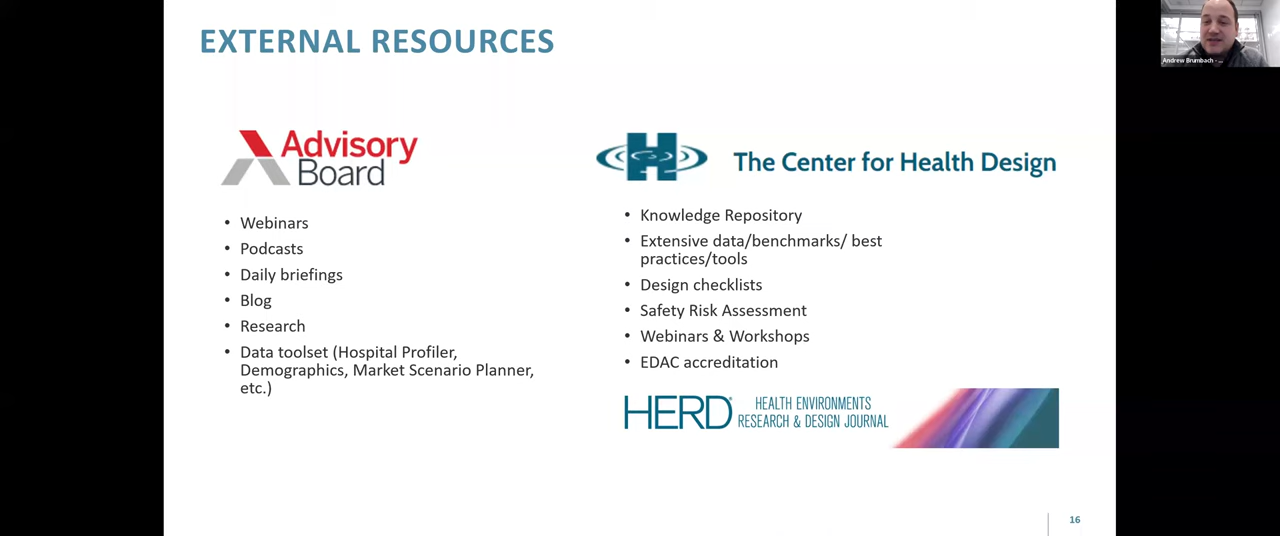 EXTERNAL RESOURCES
Andrew Brumbach - ...
Advisory
Board
• Webinars
• Podcasts
• Daily briefings
• Blog
• Research
• Data toolset (Hospital Profiler,
Demographics, Market Scenario Planner,
etc.)
The Center for Health Design
• Knowledge Repository
• Extensive data/benchmarks/ best
practices/tools
• Design checklists
• Safety Risk Assessment
• Webinars & Workshops
• EDAC accreditation
HERD®
HEALTH ENVIRONMENTS
RESEARCH & DESIGN JOURNAL
16